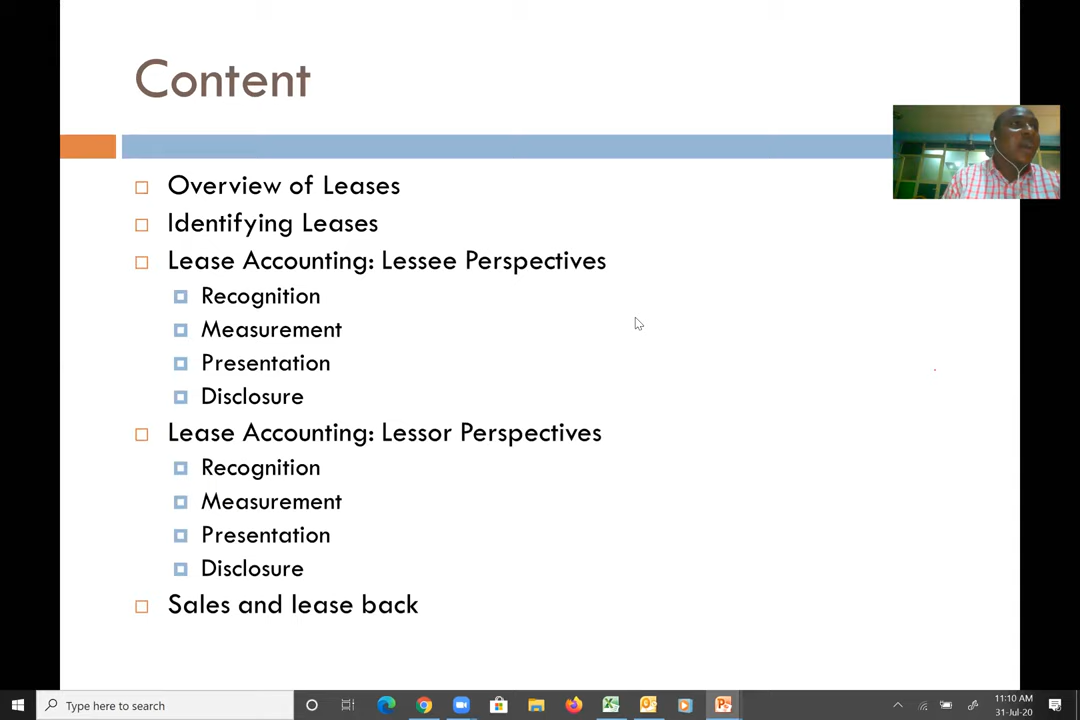 Content
Overview of Leases
Identifying Leases
Lease Accounting: Lessee Perspectives
Recognition
Measurement
Presentation
Disclosure
Lease Accounting: Lessor Perspectives
Recognition
Measurement
Presentation
Disclosure
Sales and lease back
Type here to search
11:10 AM
31-Jul-20